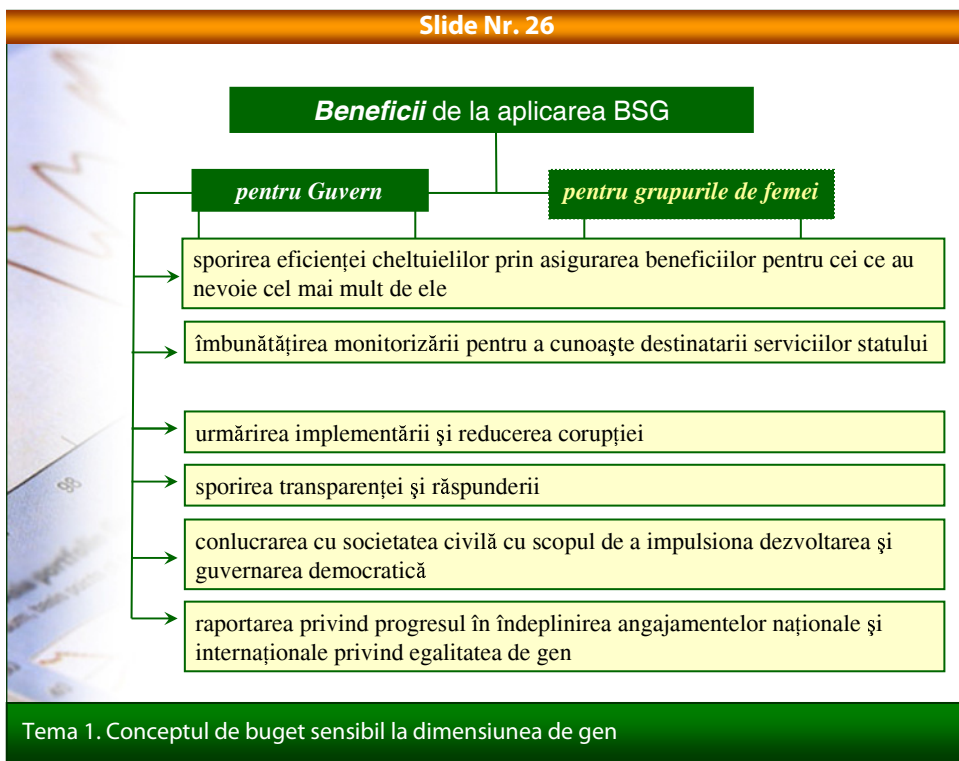 Slide Nr. 26
Beneficii de la aplicarea BSG
pentru Guvern
pentru grupurile de femei
sporirea eficienței cheltuielilor prin asigurarea beneficiilor pentru cei ce au
nevoie cel mai mult de ele
îmbunătățirea monitorizării pentru a cunoaşte destinatarii serviciilor statului
urmărirea implementării şi reducerea corupției
sporirea transparenței şi răspunderii
conlucrarea cu societatea civilă cu scopul de a impulsiona dezvoltarea şi
guvernarea democratică
raportarea privind progresul în îndeplinirea angajamentelor naționale şi
internaționale privind egalitatea de gen
98
Tema 1. Conceptul de buget sensibil la dimensiunea de gen